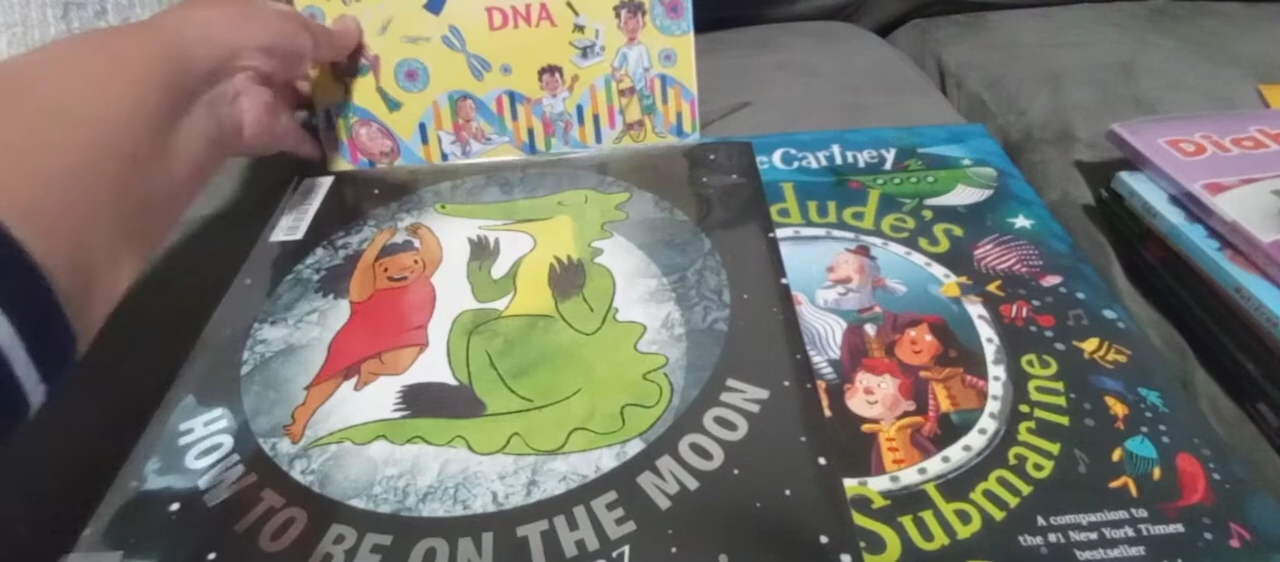 DNA
HOW TO BE ON THE MOON
cCartney
dude's
Submarine
A companion to
the #1 New York Times
bestseller
Diab